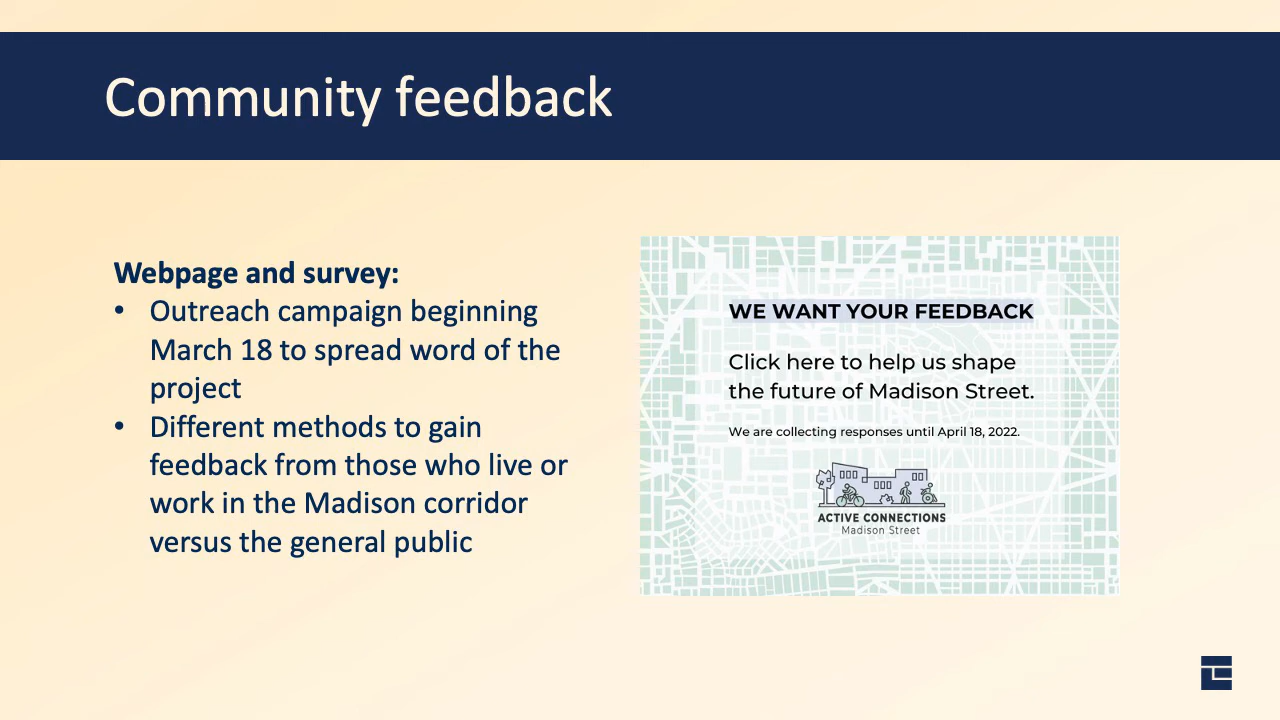 Community feedback
Webpage and survey:
• Outreach campaign beginning
March 18 to spread word of the
project
• Different methods to gain
feedback from those who live or
work in the Madison corridor
versus the general public
WE WANT YOUR FEEDBACK
Click here to help us shape
the future of Madison Street.
We are collecting responses until April 18, 2022.
ACTIVE CONNECTIONS
Madison Street